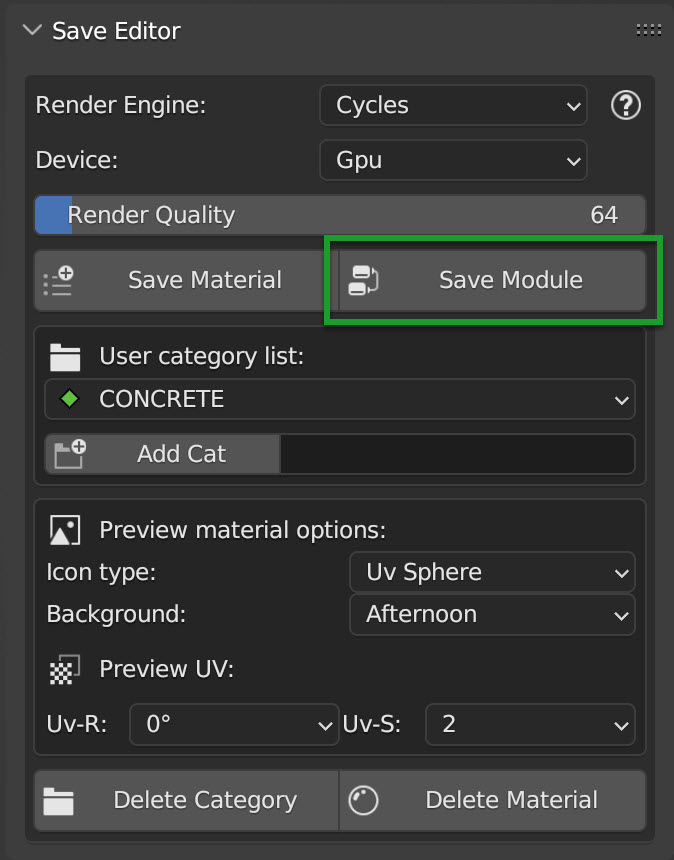 Save Editor
Render Engine: Cycles
Device: Gpu
Render Quality 64
Save Material Save Module
User category list:
CONCRETE
Add Cat
Preview material options:
Icon type: Uv Sphere
Background: Afternoon
Preview UV:
Uv-R: 0° Uv-S: 2
Delete Category Delete Material